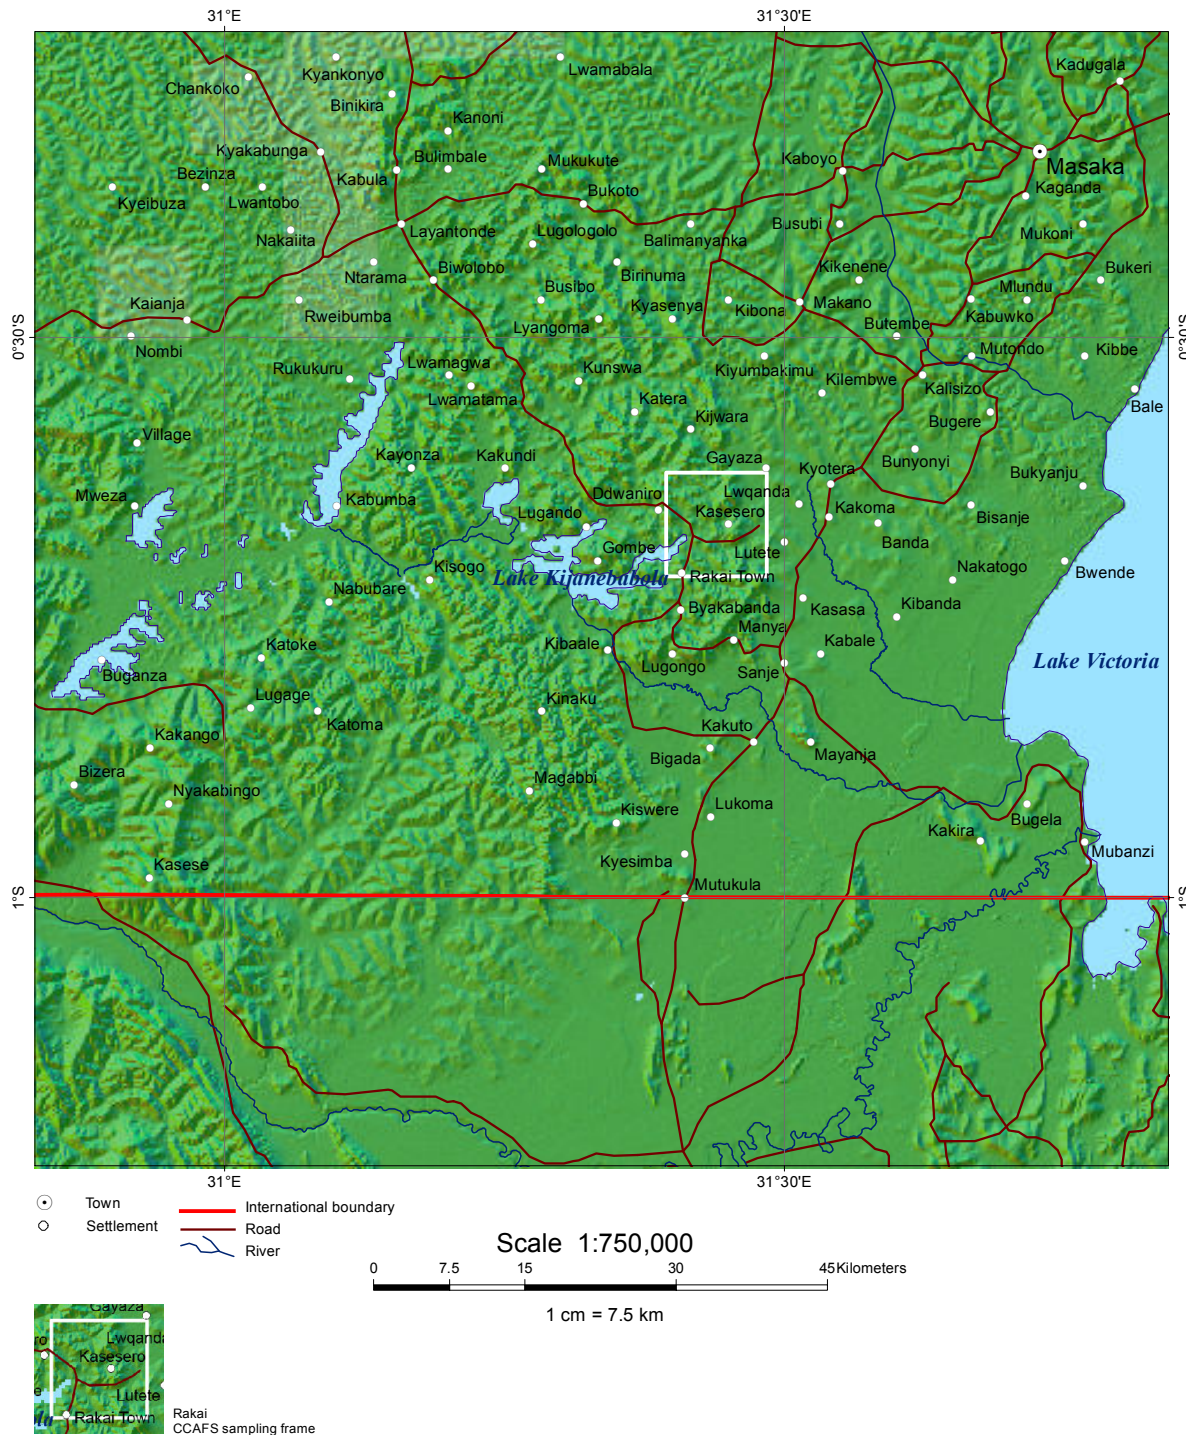 31°E
31°30'E
Kadugala
Kyankonyo
Lwamabala
Chankoko
Binikira
Kanoni
Kyakabunga
Bulimbale
Mukukute
Kaboyo
Masaka
Bezinza
Kabula
Bukoto
Kaganda
Kyeibuza
Lwantobo
Nakaiita
Layantonde
Lugologolo
Balimanyanka
Busubi
Mukoni
Ntarama
Biwolobo
Birinuma
Kikenene
Bukeri
Kaianja
Rweibumba
Busibo
Kyasenya
Kibona
Makano
Mlundu
Lyangoma
Kabuwko
0°30'S
Nombi
Butembe
0°30'S
Rukukuru
Lwamagwa
Kunswa
Kiyumbakimu
Kilembwe
Mutondo
Kibbe
Lwamatama
Kalisizo
Katera
Bugere
Bale
Village
Kijwara
Kayonza
Kakundi
Gayaza
Kyotera
Bunyonyi
Bukyanju
Mweza
Kabumba
Ddwaniro
Lwqanda
Lugando
Kasesero
Kakoma
Bisanje
Banda
Gombe
Lutete
Kisogo
Lake Kijanebabola
Rakai Town
Nakatogo
Bwende
Nabubare
Byakabanda
Kasasa
Kibanda
Katoke
Kibaale
Manya
Kabale
Lake Victoria
Buganza
Lugongo
Sanje
Lugage
Katoma
Kinaku
Kakango
Kakuto
Bigada
Mayanja
Bizera
Nyakabingo
Magabbi
Kiswere
Lukoma
Bugela
Kakira
Kasese
Kyesimba
Mubanzi
Mutukula
1°S
1°S
31°E
31°30'E
Town
International boundary
Settlement
Road
River
Scale 1:750,000
0 7.5 15 30 45 Kilometers
1 cm = 7.5 km
Gayaza
ro
Lwqanda
Kasesero
e
Lutete
la
Rakai Town
Rakai
CCAFS sampling frame